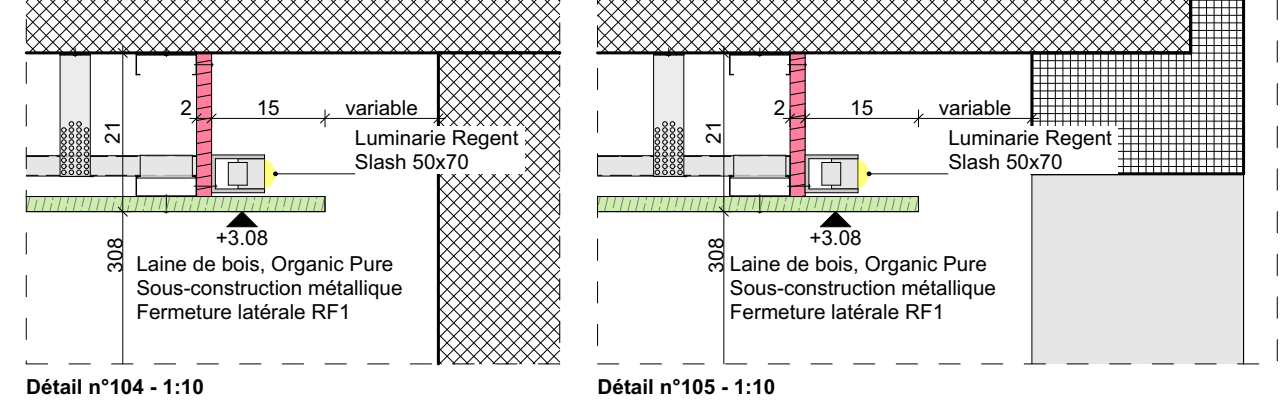 2
15
variable
21
Luminarie Regent
Slash 50x70
+3.08
308
Laine de bois, Organic Pure
Sous-construction métallique
Fermeture latérale RF1
Détail n°104 - 1:10
2
15
variable
21
Luminarie Regent
Slash 50x70
+3.08
308
Laine de bois, Organic Pure
Sous-construction métallique
Fermeture latérale RF1
Détail n°105 - 1:10